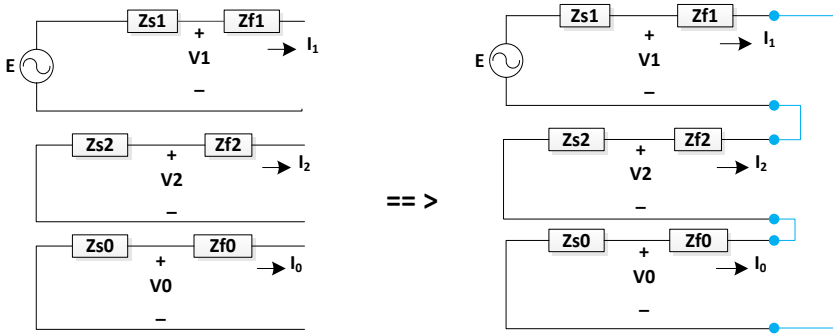 Zs1 Zf1
+ I₁
V1
E
–
Zs2 Zf2
+ I₂
V2
–
Zs0 Zf0
+ I₀
V0
–
== >
Zs1 Zf1
+ I₁
V1
E
–
Zs2 Zf2
+ I₂
V2
–
Zs0 Zf0
+ I₀
V0
–